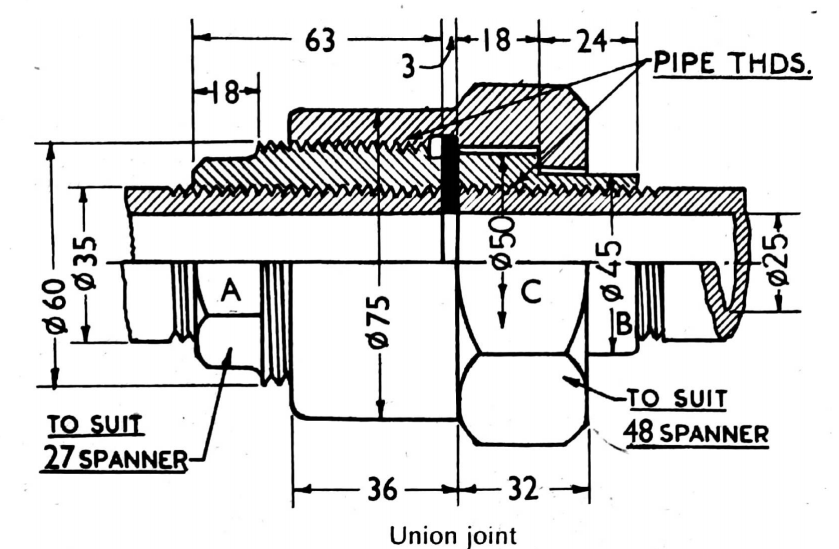 63
3
18
24
PIPE THDS.
18
Ø60
Ø35
Ø75
Ø50
Ø45
Ø25
A
C
B
TO SUIT
27 SPANNER
TO SUIT
48 SPANNER
36
32
Union joint